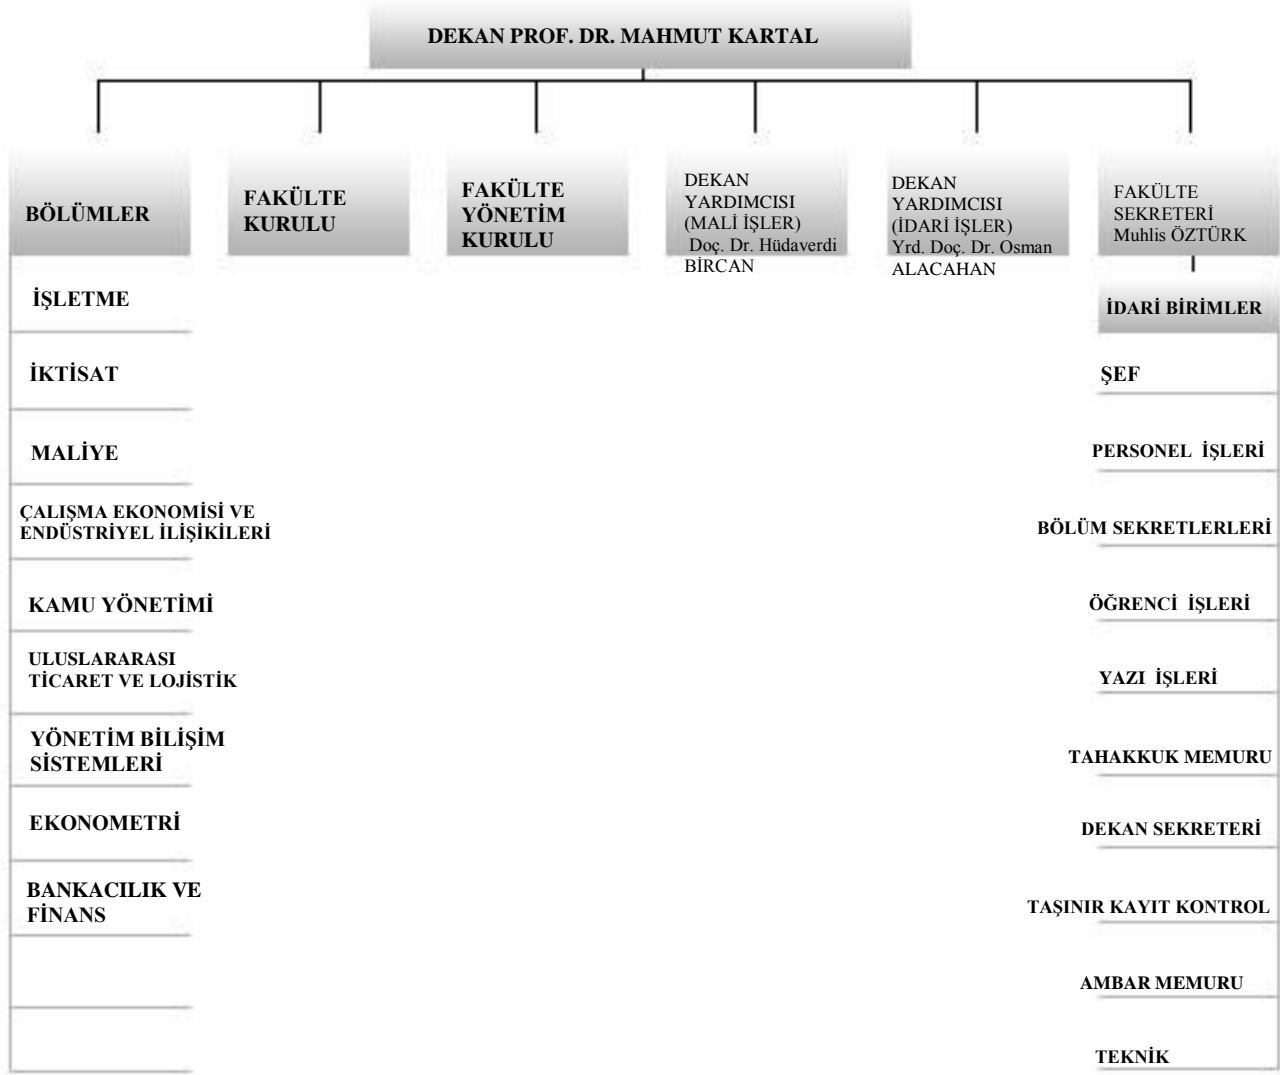 DEKAN PROF. DR. MAHMUT KARTAL
BÖLÜMLER
FAKÜLTE
KURULU
FAKÜLTE
YÖNETİM
KURULU
DEKAN
YARDIMCISI
(MALİ İŞLER)
Doç. Dr. Hüdaverdi
BİRCAN
DEKAN
YARDIMCISI
(İDARİ İŞLER)
Yrd. Doç. Dr. Osman
ALACAHAN
FAKÜLTE
SEKRETERİ
Muhlis ÖZTÜRK
İŞLETME
İKTİSAT
MALİYE
ÇALIŞMA EKONOMİSİ VE
ENDÜSTRİYEL İLİŞİKİLERİ
KAMU YÖNETİMİ
ULUSLARARASI
TİCARET VE LOJİSTİK
YÖNETİM BİLİŞİM
SİSTEMLERİ
EKONOMETRİ
BANKACILIK VE
FİNANS
İDARİ BİRİMLER
ŞEF
PERSONEL İŞLERİ
BÖLÜM SEKRETLERLERİ
ÖĞRENCİ İŞLERİ
YAZI İŞLERİ
TAHAKKUK MEMURU
DEKAN SEKRETERİ
TAŞINIR KAYIT KONTROL
AMBAR MEMURU
TEKNİK